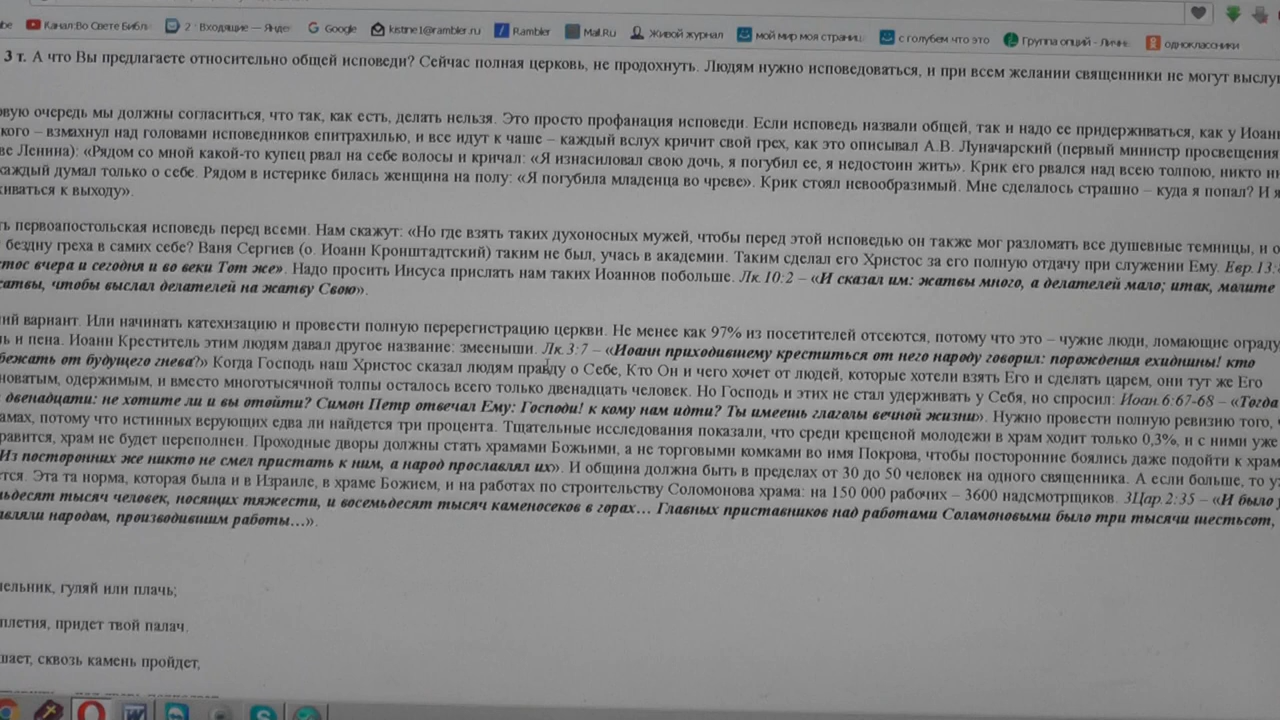 be Канал:Во Свете Библ 2 · Входящие — Яндек Google kistine1@rambler.ru Rambler Mail.Ru Живой журнал мой мир моя страниц с голубем что это Группа опций - Личне одноклассники
3 т. А что Вы предлагаете относительно общей исповеди? Сейчас полная церковь, не продохнуть. Людям нужно исповедоваться, и при всем желании священники не могут выслуш
рвую очередь мы должны согласиться, что так, как есть, делать нельзя. Это просто профанация исповеди. Если исповедь назвали общей, так и надо ее придерживаться, как у Иоанн
кого – взмахнул над головами исповедников епитрахилью, и все идут к чаше – каждый вслух кричит свой грех, как это описывал А.В. Луначарский (первый министр просвещения
ве Ленина): «Рядом со мной какой-то купец рвал на себе волосы и кричал: «Я изнасиловал свою дочь, я погубил ее, я недостоин жить». Крик его рвался над всею толпою, никто ни
каждый думал только о себе. Рядом в истерике билась женщина на полу: «Я погубила младенца во чреве». Крик стоял невообразимый. Мне сделалось страшно – куда я попал? И я
киваться к выходу».
ть первоапостольская исповедь перед всеми. Нам скажут: «Но где взять таких духоносных мужей, чтобы перед этой исповедью он также мог разломать все душевные темницы, и о
бездну греха в самих себе? Ваня Сергиев (о. Иоанн Кронштадтский) таким не был, учась в академии. Таким сделал его Христос за его полную отдачу при служении Ему. Евр.13:8
стос вчера и сегодня и во веки Тот же». Надо просить Иисуса прислать нам таких Иоаннов побольше. Лк.10:2 – «И сказал им: жатвы много, а делателей мало; итак, молите
жатвы, чтобы выслал делателей на жатву Свою».
ний вариант. Или начинать катехизацию и провести полную перерегистрацию церкви. Не менее как 97% из посетителей отсеются, потому что это – чужие люди, ломающие ограду
ь и пена. Иоанн Креститель этим людям давал другое название: змееныши. Лк.3:7 – «Иоанн приходившему креститься от него народу говорил: порождения ехиднины! кто
бежать от будущего гнева?» Когда Господь наш Христос сказал людям правду о Себе, Кто Он и чего хочет от людей, которые хотели взять Его и сделать царем, они тут же Его
новатым, одержимым, и вместо многотысячной толпы осталось всего только двенадцать человек. Но Господь и этих не стал удерживать у Себя, но спросил: Иоан.6:67-68 – «Тогда
двенадцати: не хотите ли и вы отойти? Симон Петр отвечал Ему: Господи! к кому нам идти? Ты имеешь глаголы вечной жизни». Нужно провести полную ревизию того,
амах, потому что истинных верующих едва ли найдется три процента. Тщательные исследования показали, что среди крещеной молодежи в храм ходит только 0,3%, и с ними уже
равится, храм не будет переполнен. Проходные дворы должны стать храмами Божьими, а не торговыми комками во имя Покрова, чтобы посторонние боялись даже подойти к храм
Из посторонних же никто не смел пристать к ним, а народ прославлял их». И община должна быть в пределах от 30 до 50 человек на одного священника. А если больше, то у
ется. Эта та норма, которая была и в Израиле, в храме Божием, и на работах по строительству Соломонова храма: на 150 000 рабочих – 3600 надсмотрщиков. 3Цар.2:35 – «И было у
ьдесят тысяч человек, носящих тяжести, и восемьдесят тысяч каменосеков в горах… Главных приставников над работами Соломоновыми было три тысячи шестьсот,
авляли народам, производившим работы…».
ельник, гуляй или плачь;
плетня, придет твой палач.
шает, сквозь камень пройдет,